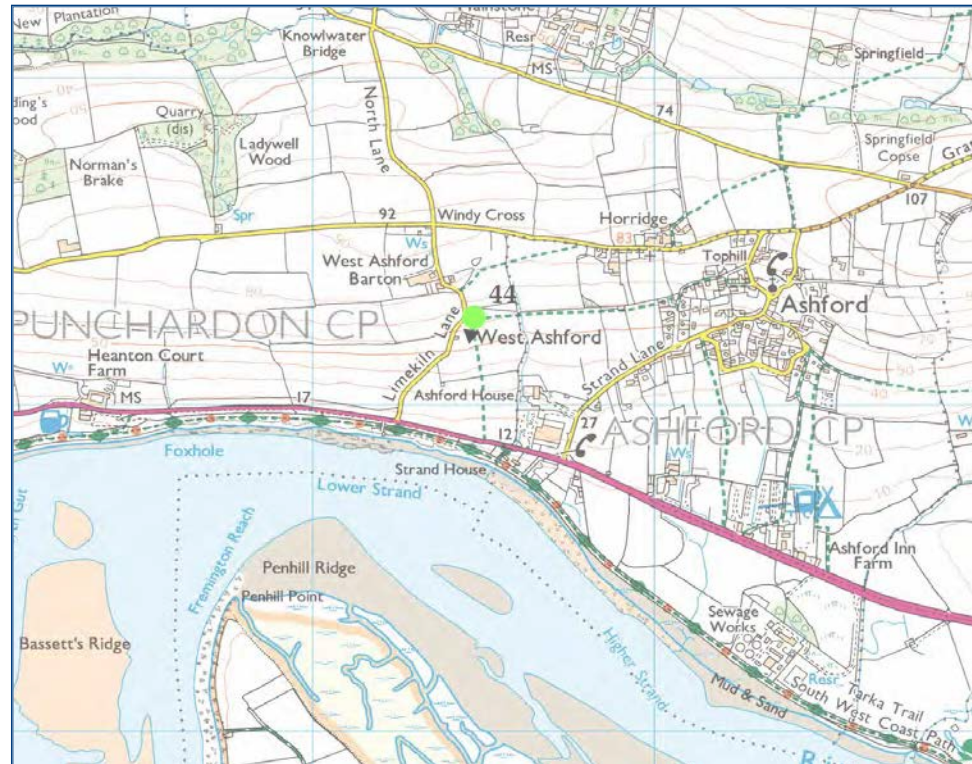 New Plantation
Knowlwater
Bridge
Resr
MS
Springfield
74
Quarry
(dis)
Ladywell
Wood
Norman's
Brake
North Lane
Springfield
Copse
107
Spr
92
Windy Cross
Horridge
83
Ws
Tophill
West Ashford
Barton
44
Ashford
PUNCHARDON CP
West Ashford
Heanton Court
Farm
Limekiln Lane
Strand Lane
MS
17
Ashford House
27
ASHFORD CP
12
Foxhole
Strand House
Ws
Lower Strand
Fremington Reach
Penhill Ridge
Penhill Point
Ashford Inn
Farm
Bassett's Ridge
Sewage
Works
Higher Strand
Resr
Mud & Sand
Tarka Trail
South West Coast Path
50
40
20
10